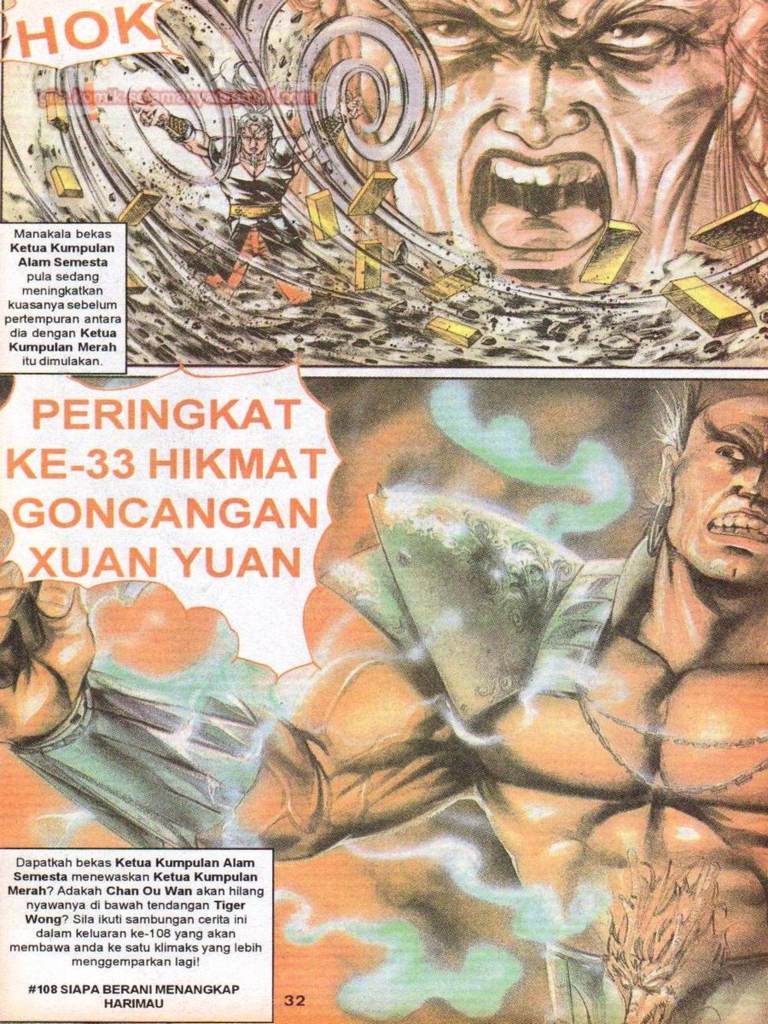 HOK
Manakala bekas
Ketua Kumpulan
Alam Semesta
pula sedang
meningkatkan
kuasanya sebelum
pertempuran antara
dia dengan Ketua
Kumpulan Merah
itu dimulakan.
PERINGKAT
KE-33 HIKMAT
GONCANGAN
XUAN YUAN
Dapatkah bekas Ketua Kumpulan Alam
Semesta menewaskan Ketua Kumpulan
Merah? Adakah Chan Ou Wan akan hilang
nyawanya di bawah tendangan Tiger
Wong? Sila ikuti sambungan cerita ini
dalam keluaran ke-108 yang akan
membawa anda ke satu klimaks yang lebih
menggemparkan lagi!
#108 SIAPA BERANI MENANGKAP
HARIMAU
32